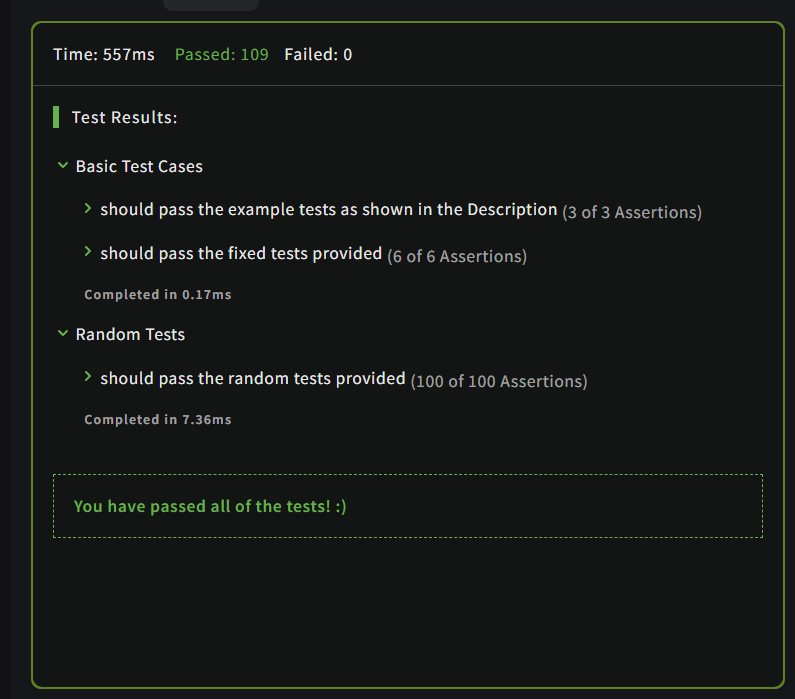 Time: 557ms Passed: 109 Failed: 0
Test Results:
Basic Test Cases
should pass the example tests as shown in the Description (3 of 3 Assertions)
should pass the fixed tests provided (6 of 6 Assertions)
Completed in 0.17ms
Random Tests
should pass the random tests provided (100 of 100 Assertions)
Completed in 7.36ms
You have passed all of the tests! :)